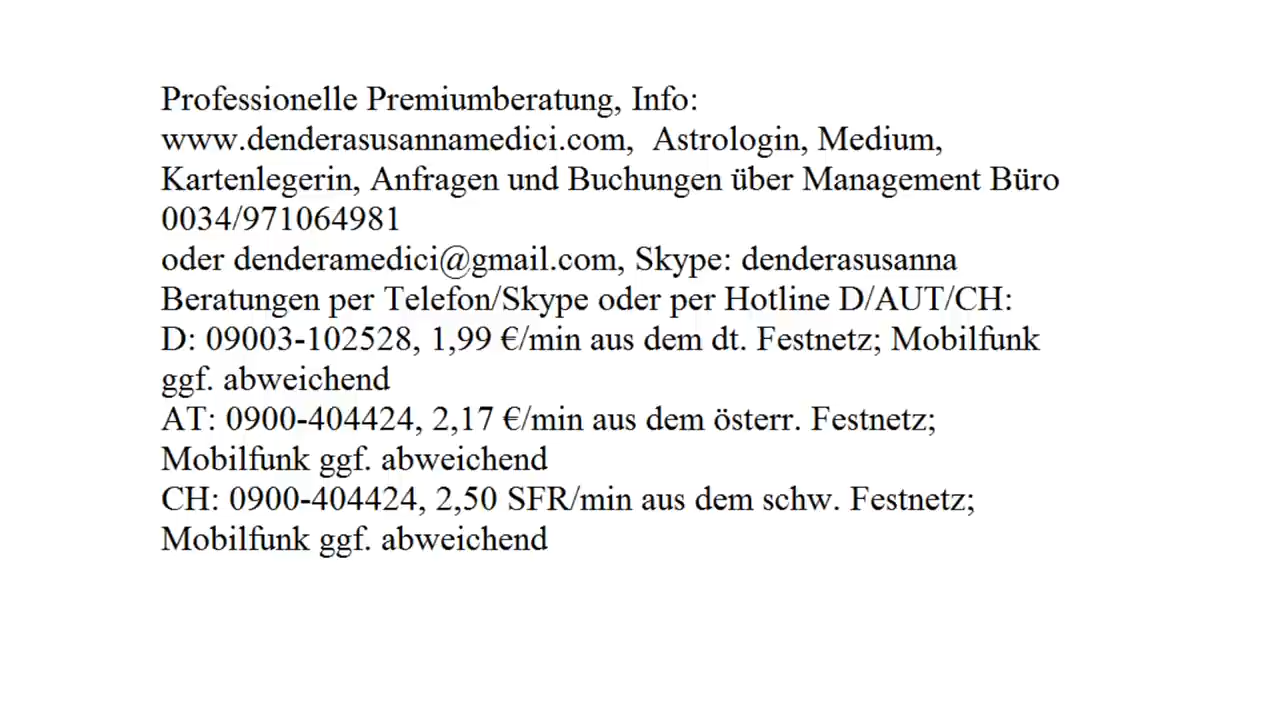 Professionelle Premiumberatung, Info:
www.denderasusannamedici.com,  Astrologin, Medium,
Kartenlegerin, Anfragen und Buchungen über Management Büro
0034/971064981
oder denderamedici@gmail.com, Skype: denderasusanna
Beratungen per Telefon/Skype oder per Hotline D/AUT/CH:
D: 09003-102528, 1,99 €/min aus dem dt. Festnetz; Mobilfunk
ggf. abweichend
AT: 0900-404424, 2,17 €/min aus dem österr. Festnetz;
Mobilfunk ggf. abweichend
CH: 0900-404424, 2,50 SFR/min aus dem schw. Festnetz;
Mobilfunk ggf. abweichend